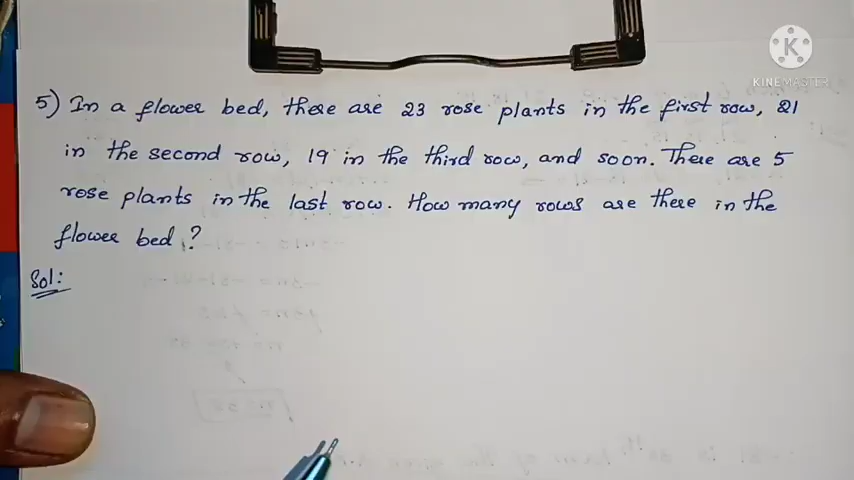 KINEMASTER
5) In a flower bed, there are 23 rose plants in the first row, 21
in the second row, 19 in the third row, and soon. There are 5
rose plants in the last row. How many rows are there in the
flower bed ?
Sol: